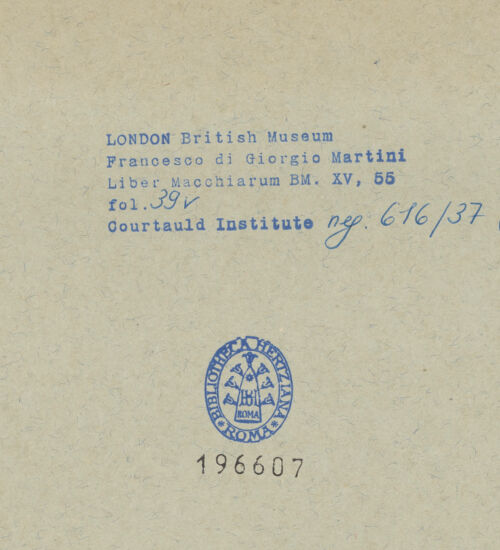 LONDON British Museum
Francesco di Giorgio Martini
Liber Macchiarum BM. XV, 55
fol. 39v
Courtauld Institute neg. 616/37
BIBLIOTHECA HERTZIANA
ROMA
* ROMA *
196607